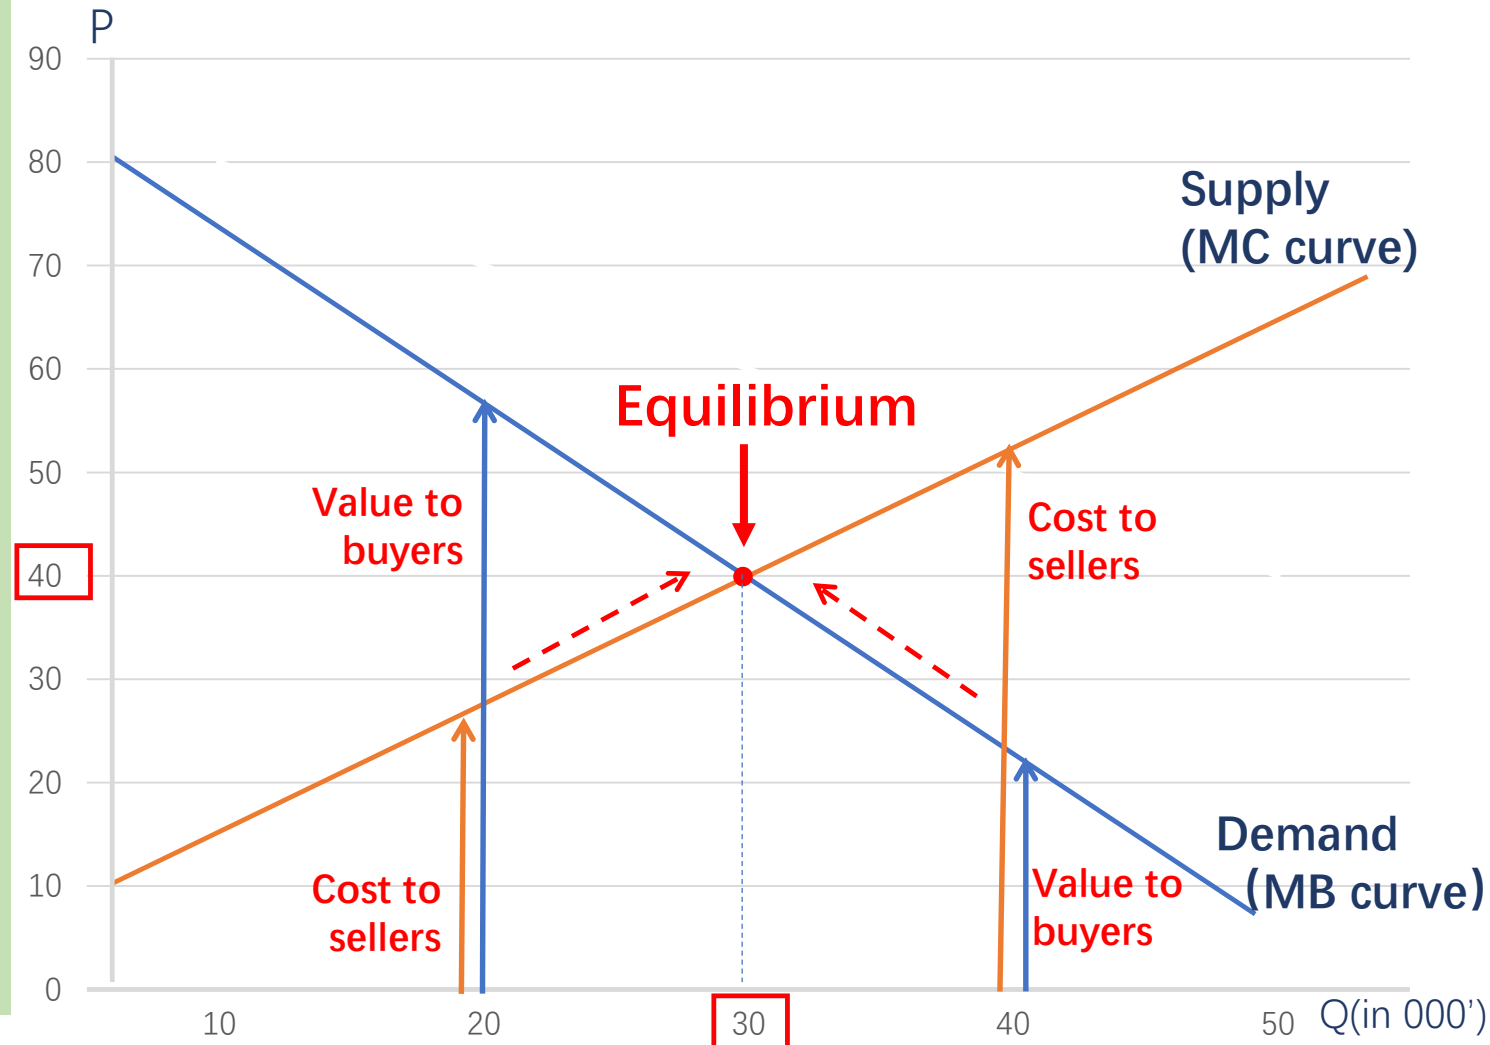 P
90
80
70
60
50
40
30
20
10
0
Supply
(MC curve)
Equilibrium
Value to
buyers
Cost to
sellers
Cost to
sellers
Value to
buyers
Demand
(MB curve)
10
20
30
40
50
Q(in 000')